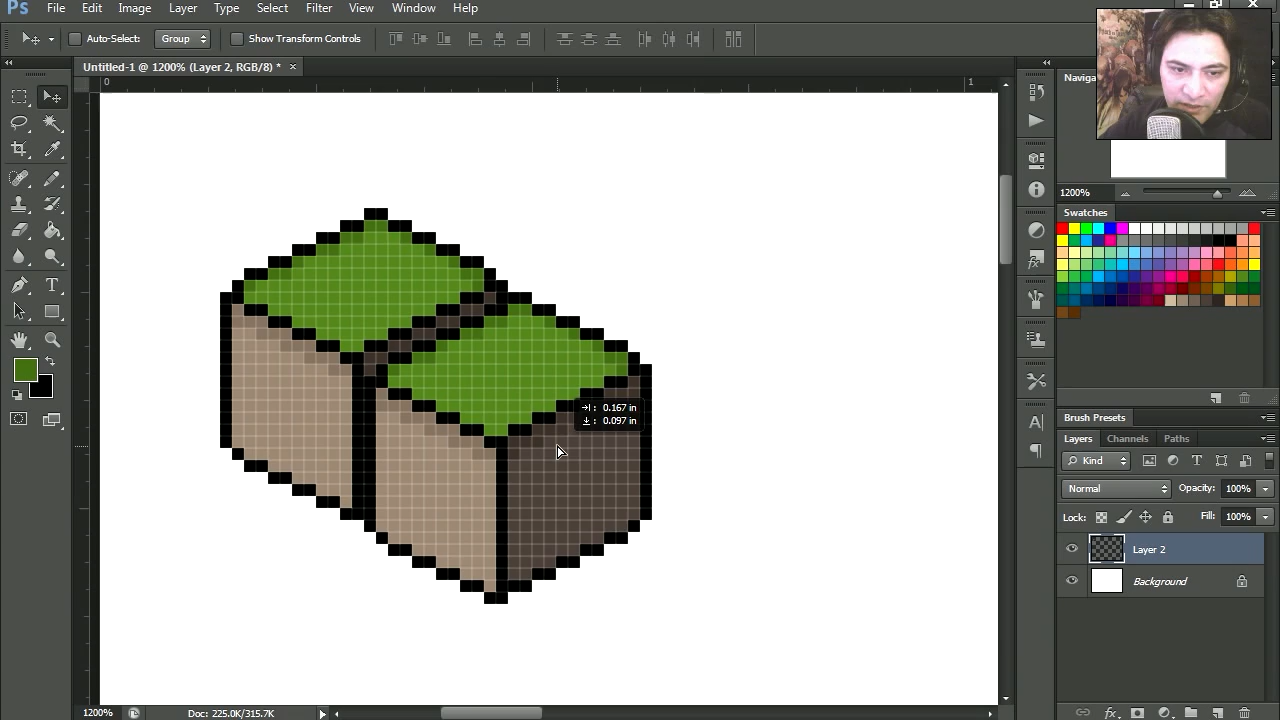 Ps File Edit Image Layer Type Select Filter View Window Help
Auto-Select: Group Show Transform Controls
Untitled-1 @ 1200% (Layer 2, RGB/8) * ×
Naviga
0 1
1200%
Swatches
→: 0.167 in
↓: 0.097 in
Brush Presets
Layers Channels Paths
Kind
Normal Opacity: 100%
Lock: Fill: 100%
Layer 2
Background
1200% Doc: 225.0K/315.7K